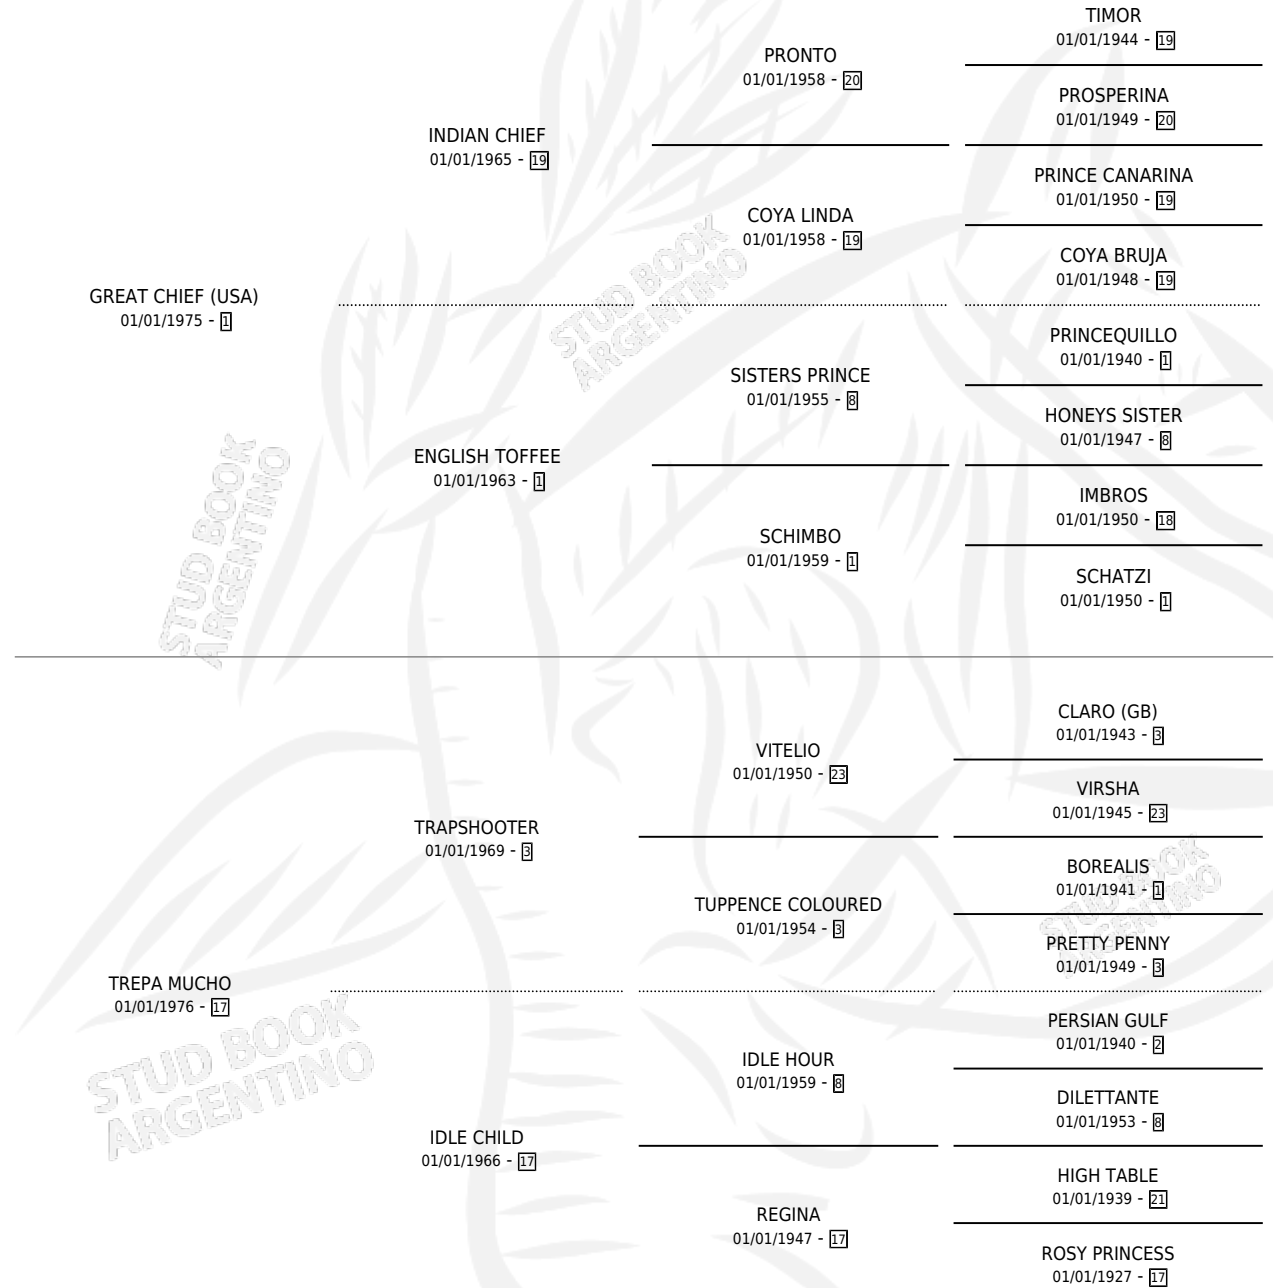 TIMOR
01/01/1944 - 19
PRONTO
01/01/1958 - 20
PROSPERINA
01/01/1949 - 20
INDIAN CHIEF
01/01/1965 - 19
PRINCE CANARINA
01/01/1950 - 19
COYA LINDA
01/01/1958 - 19
COYA BRUJA
01/01/1948 - 19
GREAT CHIEF (USA)
01/01/1975 - 1
PRINCEQUILLO
01/01/1940 - 1
SISTERS PRINCE
01/01/1955 - 8
HONEYS SISTER
01/01/1947 - 8
ENGLISH TOFFEE
01/01/1963 - 1
IMBROS
01/01/1950 - 18
SCHIMBO
01/01/1959 - 1
SCHATZI
01/01/1950 - 1
STUD BOOK
ARGENTINO
STUD BOOK
ARGENTINO
CLARO (GB)
01/01/1943 - 3
VITELIO
01/01/1950 - 23
VIRSHA
01/01/1945 - 23
TRAPSHOOTER
01/01/1969 - 3
BOREALIS
01/01/1941 - 1
TUPPENCE COLOURED
01/01/1954 - 3
PRETTY PENNY
01/01/1949 - 3
TREPA MUCHO
01/01/1976 - 17
PERSIAN GULF
01/01/1940 - 2
IDLE HOUR
01/01/1959 - 8
DILETTANTE
01/01/1953 - 8
IDLE CHILD
01/01/1966 - 17
HIGH TABLE
01/01/1939 - 21
REGINA
01/01/1947 - 17
ROSY PRINCESS
01/01/1927 - 17
STUD BOOK
ARGENTINO
STUD BOOK
ARGENTINO